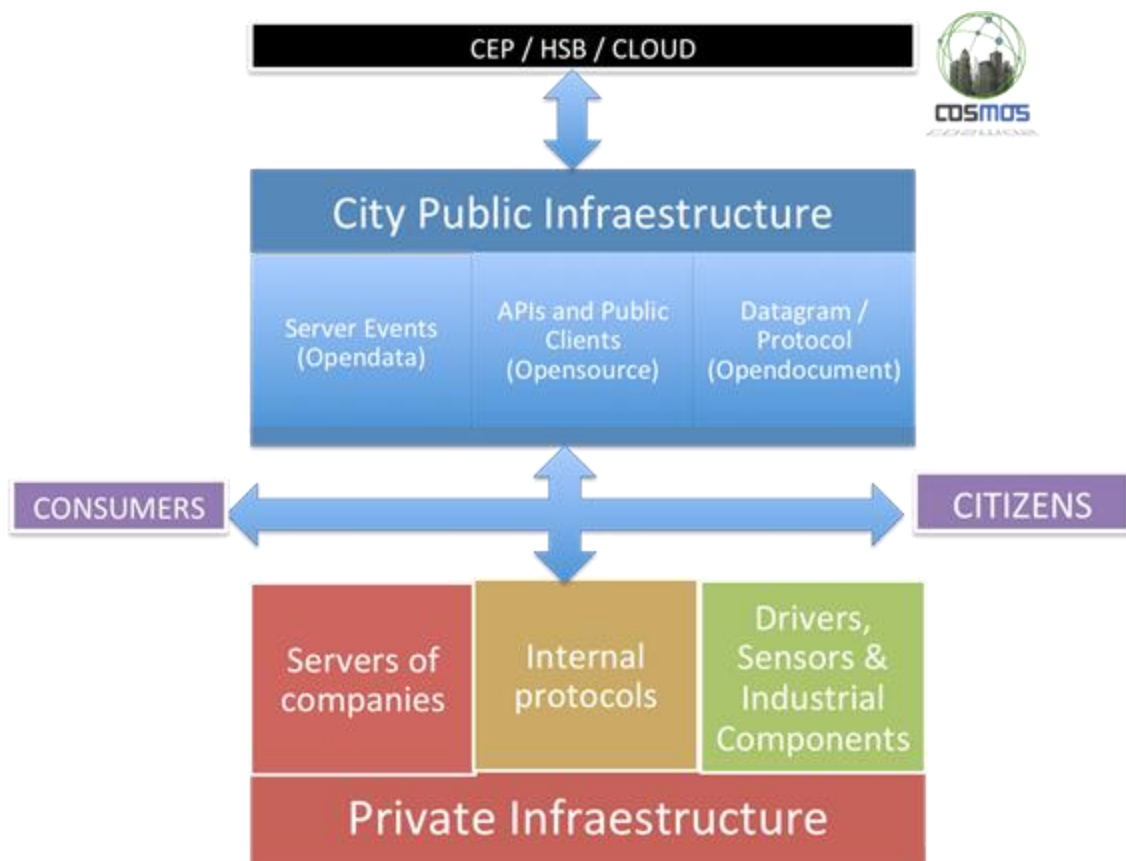 CEP / HSB / CLOUD
COSMOS
City Public Infraestructure
Server Events
(Opendata)
APIs and Public
Clients
(Opensource)
Datagram /
Protocol
(Opendocument)
CONSUMERS
CITIZENS
Servers of
companies
Internal
protocols
Drivers,
Sensors &
Industrial
Components
Private Infraestructure